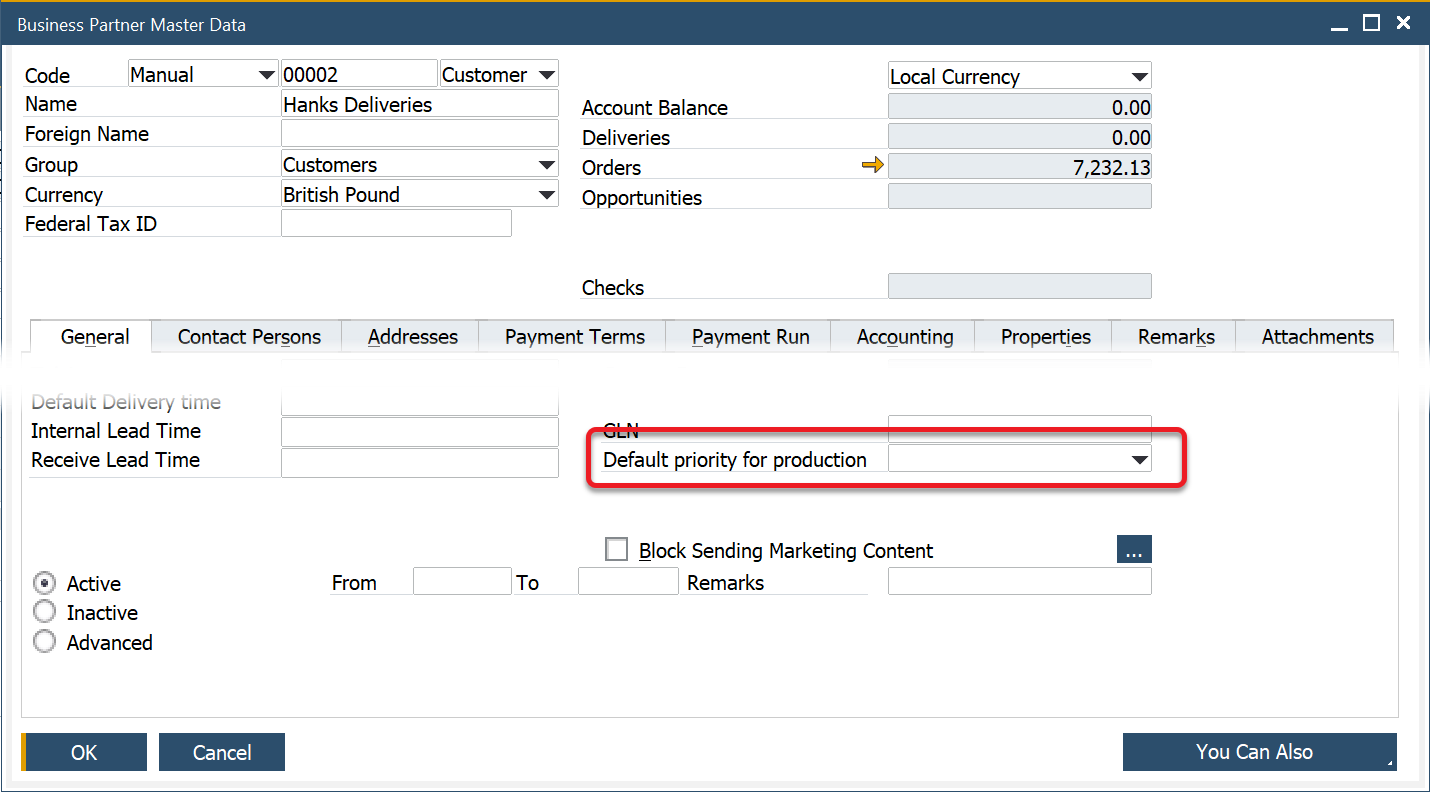 Business Partner Master Data
Code Manual 00002 Customer Local Currency
Name Hanks Deliveries Account Balance 0.00
Foreign Name Deliveries 0.00
Group Customers Orders 7,232.13
Currency British Pound Opportunities
Federal Tax ID
Checks
General Contact Persons Addresses Payment Terms Payment Run Accounting Properties Remarks Attachments
Default Delivery time
Internal Lead Time GLN
Receive Lead Time Default priority for production
Block Sending Marketing Content ...
Active From To Remarks
Inactive
Advanced
OK Cancel You Can Also